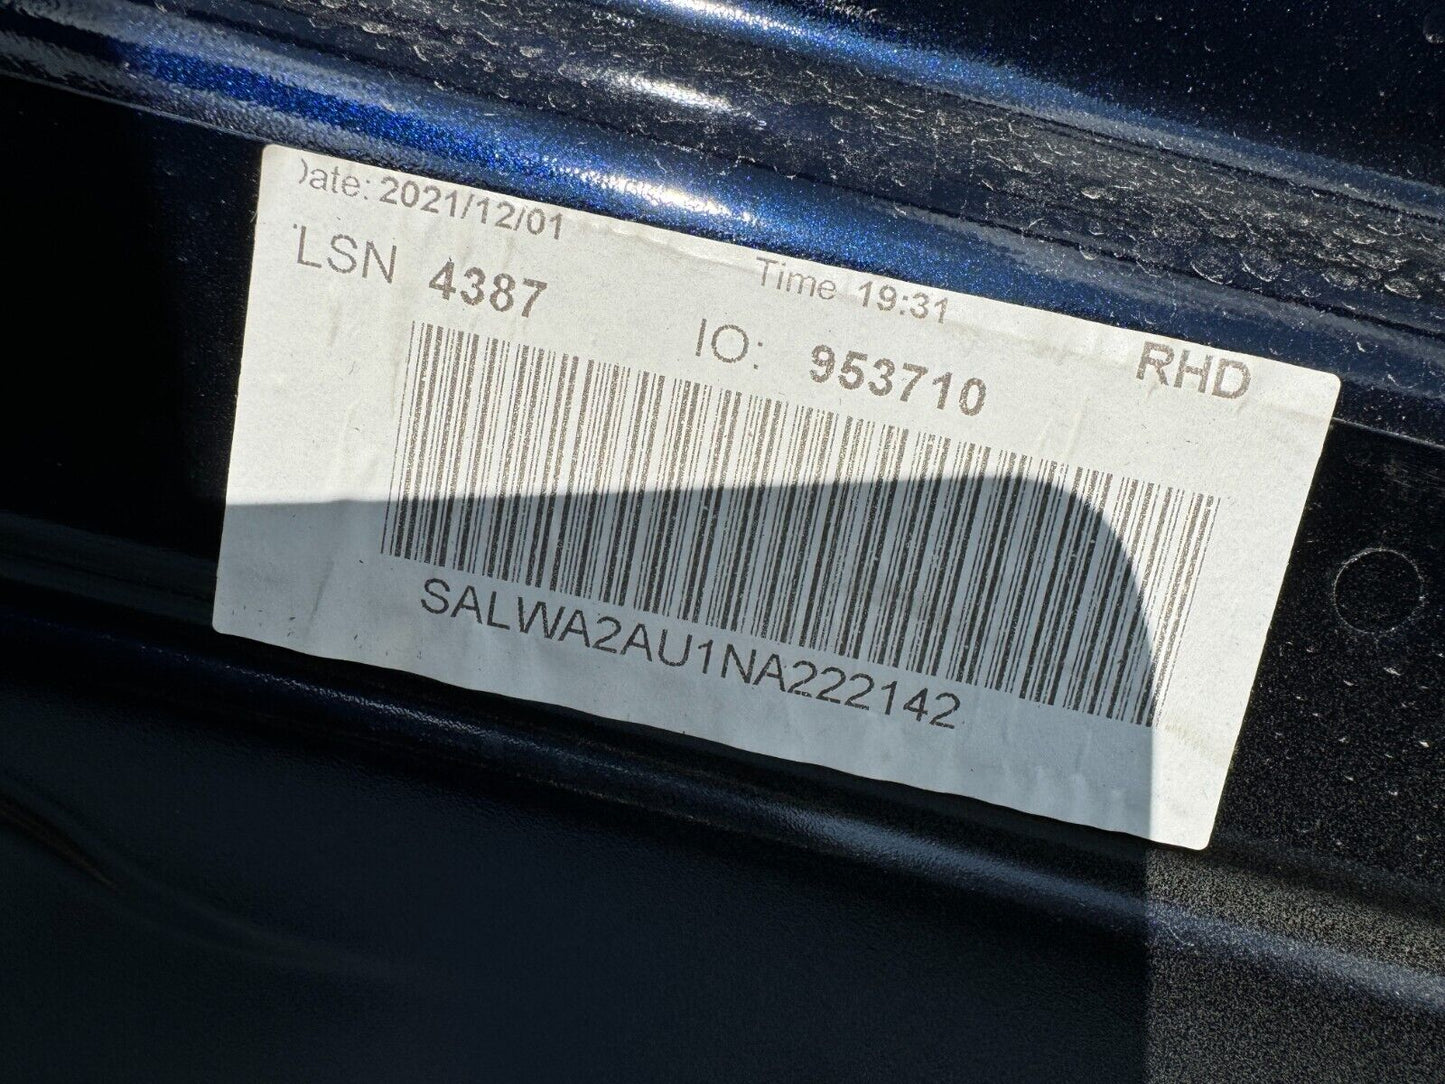 Date: 2021/12/01
Time 19:31
LSN 4387
IO: 953710
RHD
SALWA2AU1NA222142